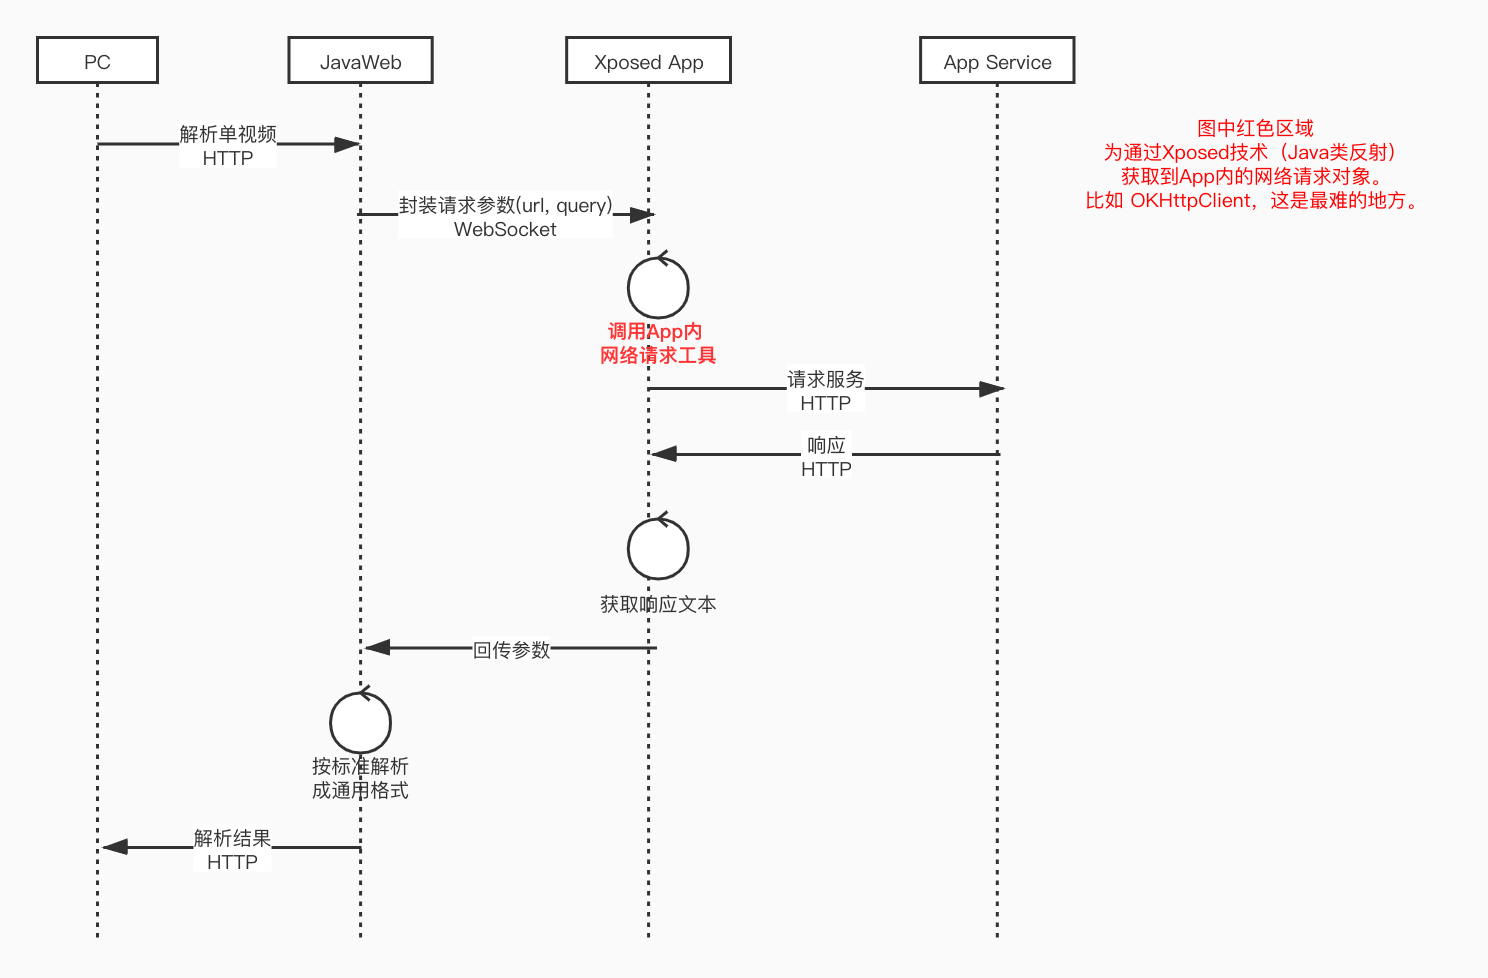 PC
JavaWeb
Xposed App
App Service
解析单视频
HTTP
图中红色区域
为通过Xposed技术（Java类反射）
获取到App内的网络请求对象。
比如 OKHttpClient，这是最难的地方。
封装请求参数(url, query)
WebSocket
调用App内
网络请求工具
请求服务
HTTP
响应
HTTP
获取响应文本
回传参数
按标准解析
成通用格式
解析结果
HTTP